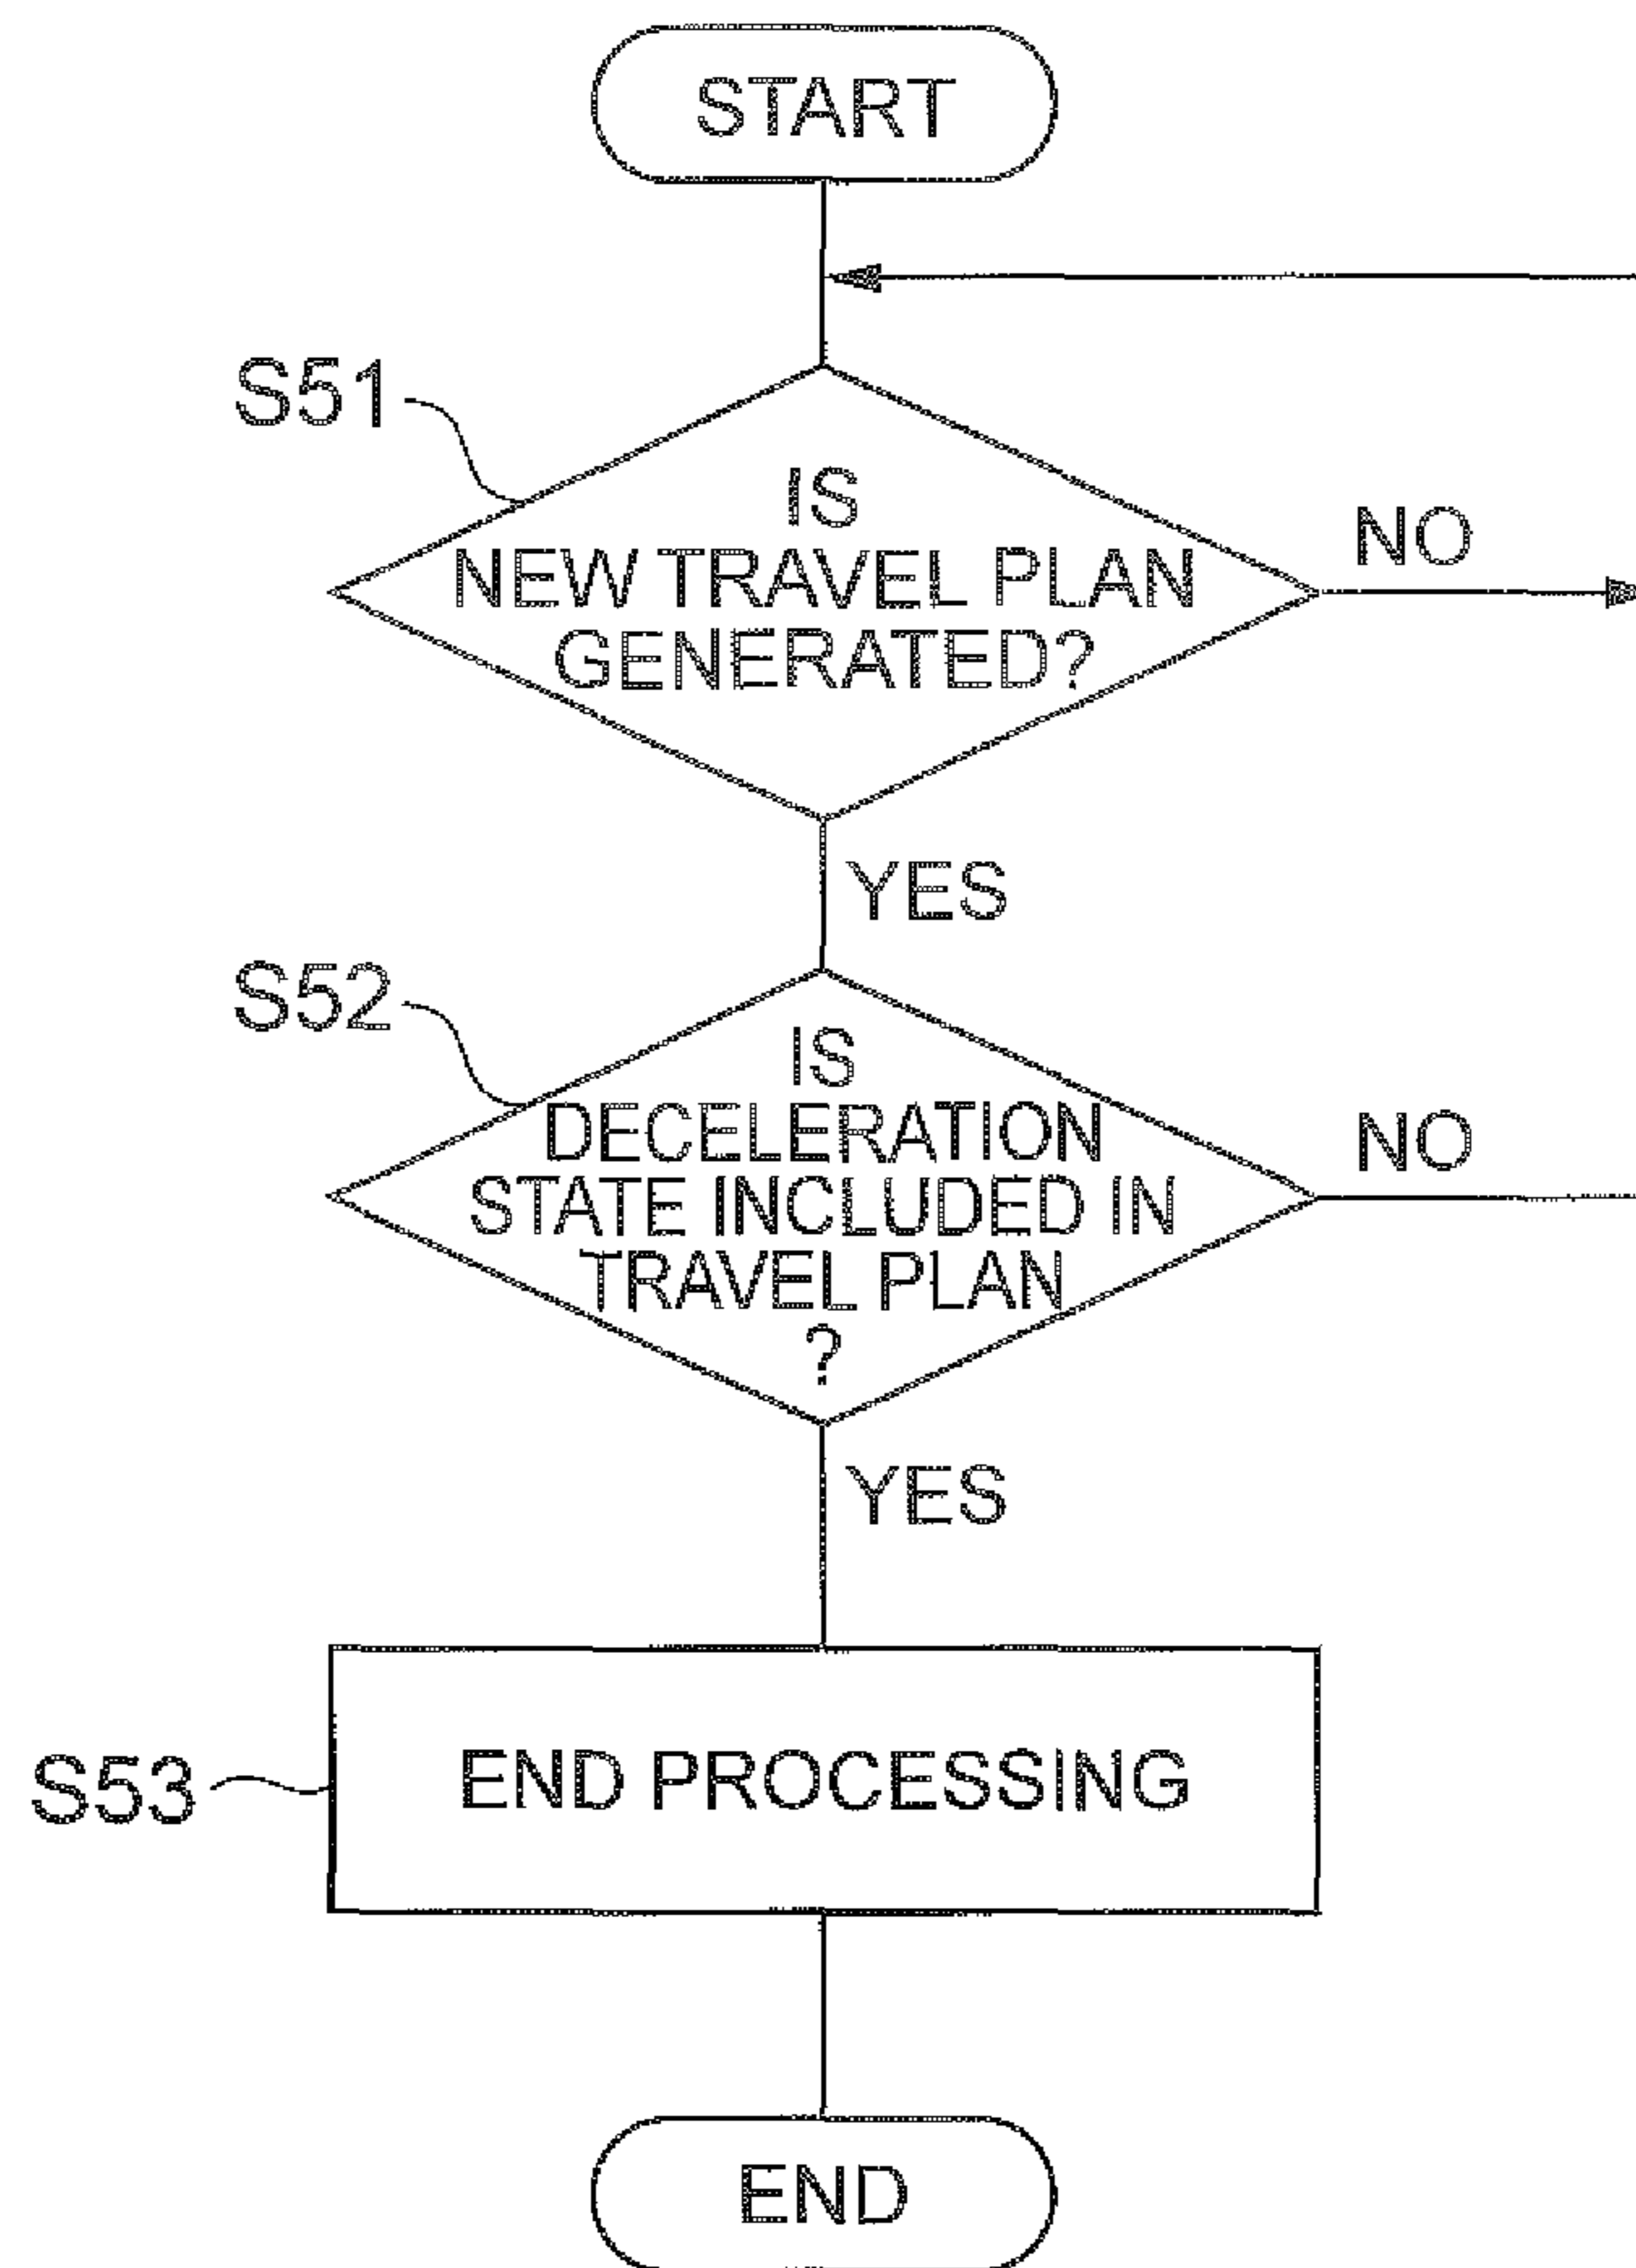 START
S51
IS
NEW TRAVEL PLAN
GENERATED?
NO
YES
S52
IS
DECELERATION
STATE INCLUDED IN
TRAVEL PLAN
?
NO
YES
S53
END PROCESSING
END